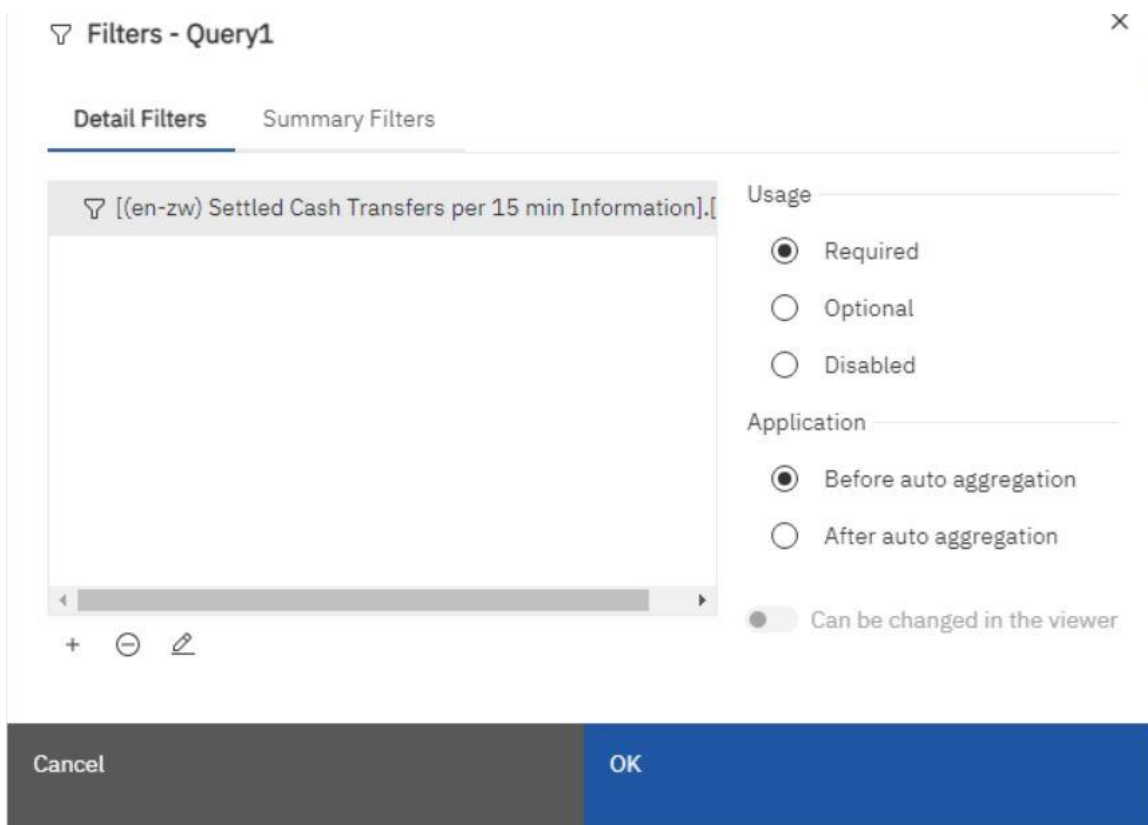 Filters - Query1
Detail Filters Summary Filters
[(en-zw) Settled Cash Transfers per 15 min Information].[
Usage
Required
Optional
Disabled
Application
Before auto aggregation
After auto aggregation
Can be changed in the viewer
Cancel OK